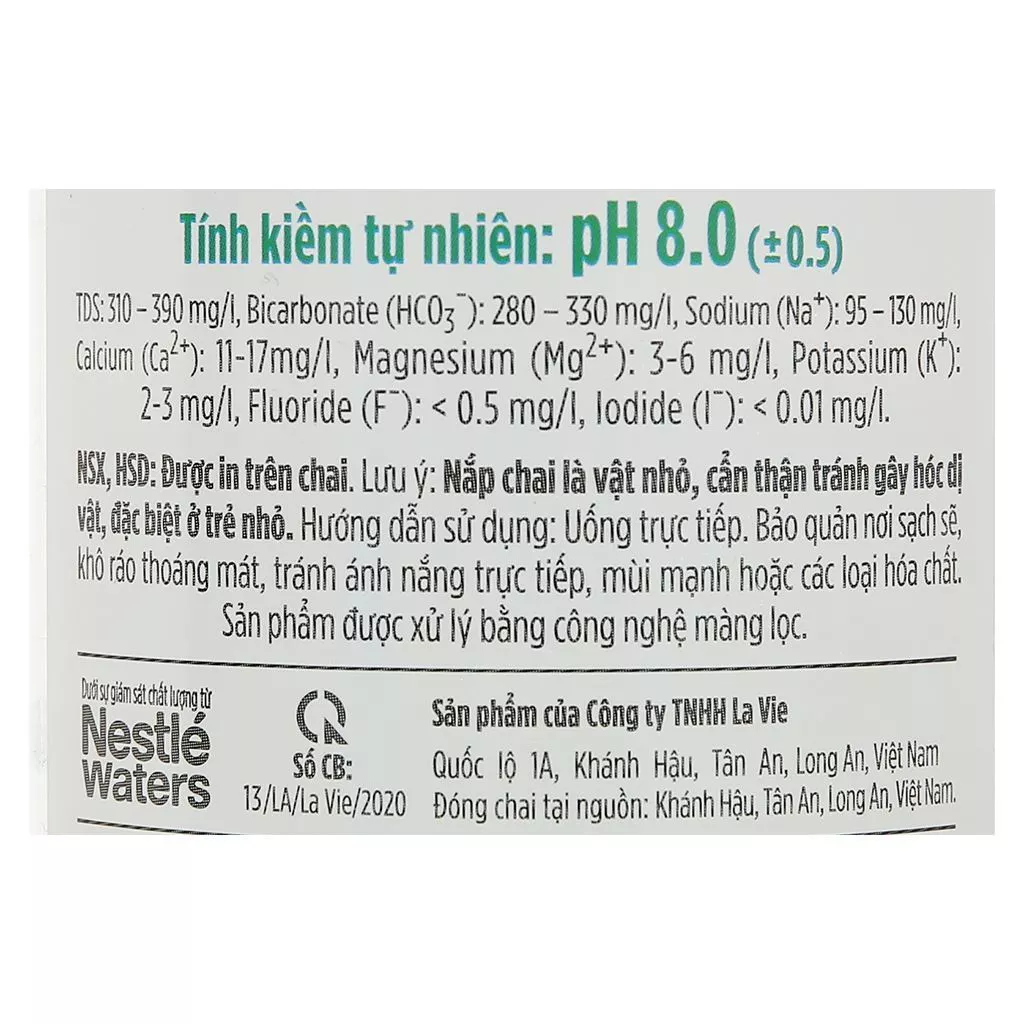 Tính kiềm tự nhiên: pH 8.0 (±0.5)
TDS: 310 – 390 mg/l, Bicarbonate (HCO₃⁻): 280 – 330 mg/l, Sodium (Na⁺): 95 – 130 mg/l,
Calcium (Ca²⁺): 11-17mg/l, Magnesium (Mg²⁺): 3-6 mg/l, Potassium (K⁺):
2-3 mg/l, Fluoride (F⁻): < 0.5 mg/l, Iodide (I⁻): < 0.01 mg/l.
NSX, HSD: Được in trên chai. Lưu ý: Nắp chai là vật nhỏ, cẩn thận tránh gây hóc dị
vật, đặc biệt ở trẻ nhỏ. Hướng dẫn sử dụng: Uống trực tiếp. Bảo quản nơi sạch sẽ,
khô ráo thoáng mát, tránh ánh nắng trực tiếp, mùi mạnh hoặc các loại hóa chất.
Sản phẩm được xử lý bằng công nghệ màng lọc.
Dưới sự giám sát chất lượng từ
Nestlé
Waters
Số CB:
13/LA/La Vie/2020
Sản phẩm của Công ty TNHH La Vie
Quốc lộ 1A, Khánh Hậu, Tân An, Long An, Việt Nam
Đóng chai tại nguồn: Khánh Hậu, Tân An, Long An, Việt Nam.